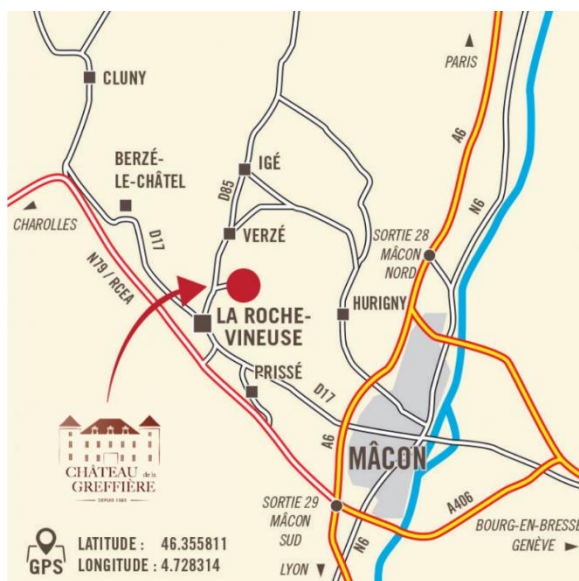 PARIS
CLUNY
A6
N6
BERZÉ-
LE-CHÂTEL
IGÉ
D85
CHAROLLES
D17
VERZÉ
SORTIE 28
MÂCON
NORD
N79 / RCEA
HURIGNY
LA ROCHE-
VINEUSE
PRISSÉ
D17
A6
MÂCON
CHÂTEAU de la
GREFFIÈRE
DEPUIS 1585
SORTIE 29
MÂCON
SUD
A406
BOURG-EN-BRESSE
GENÈVE
N6
LYON
GPS
LATITUDE : 46.355811
LONGITUDE : 4.728314